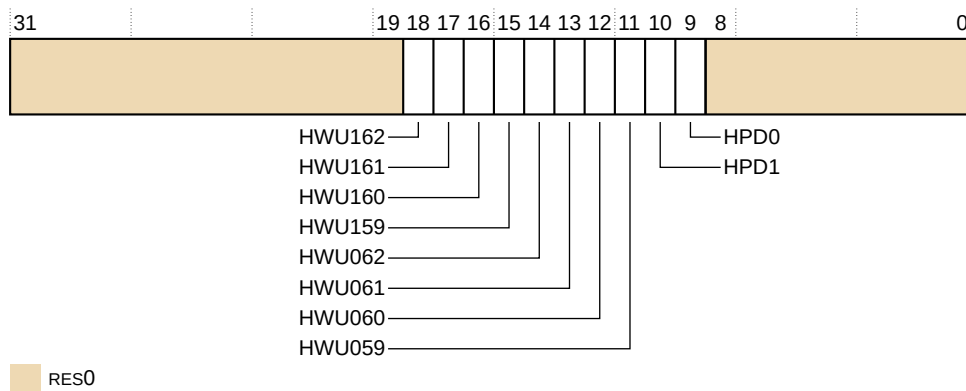 31 19 18 17 16 15 14 13 12 11 10 9 8 0
HWU162 HPD0
HWU161 HPD1
HWU160
HWU159
HWU062
HWU061
HWU060
HWU059
RES0